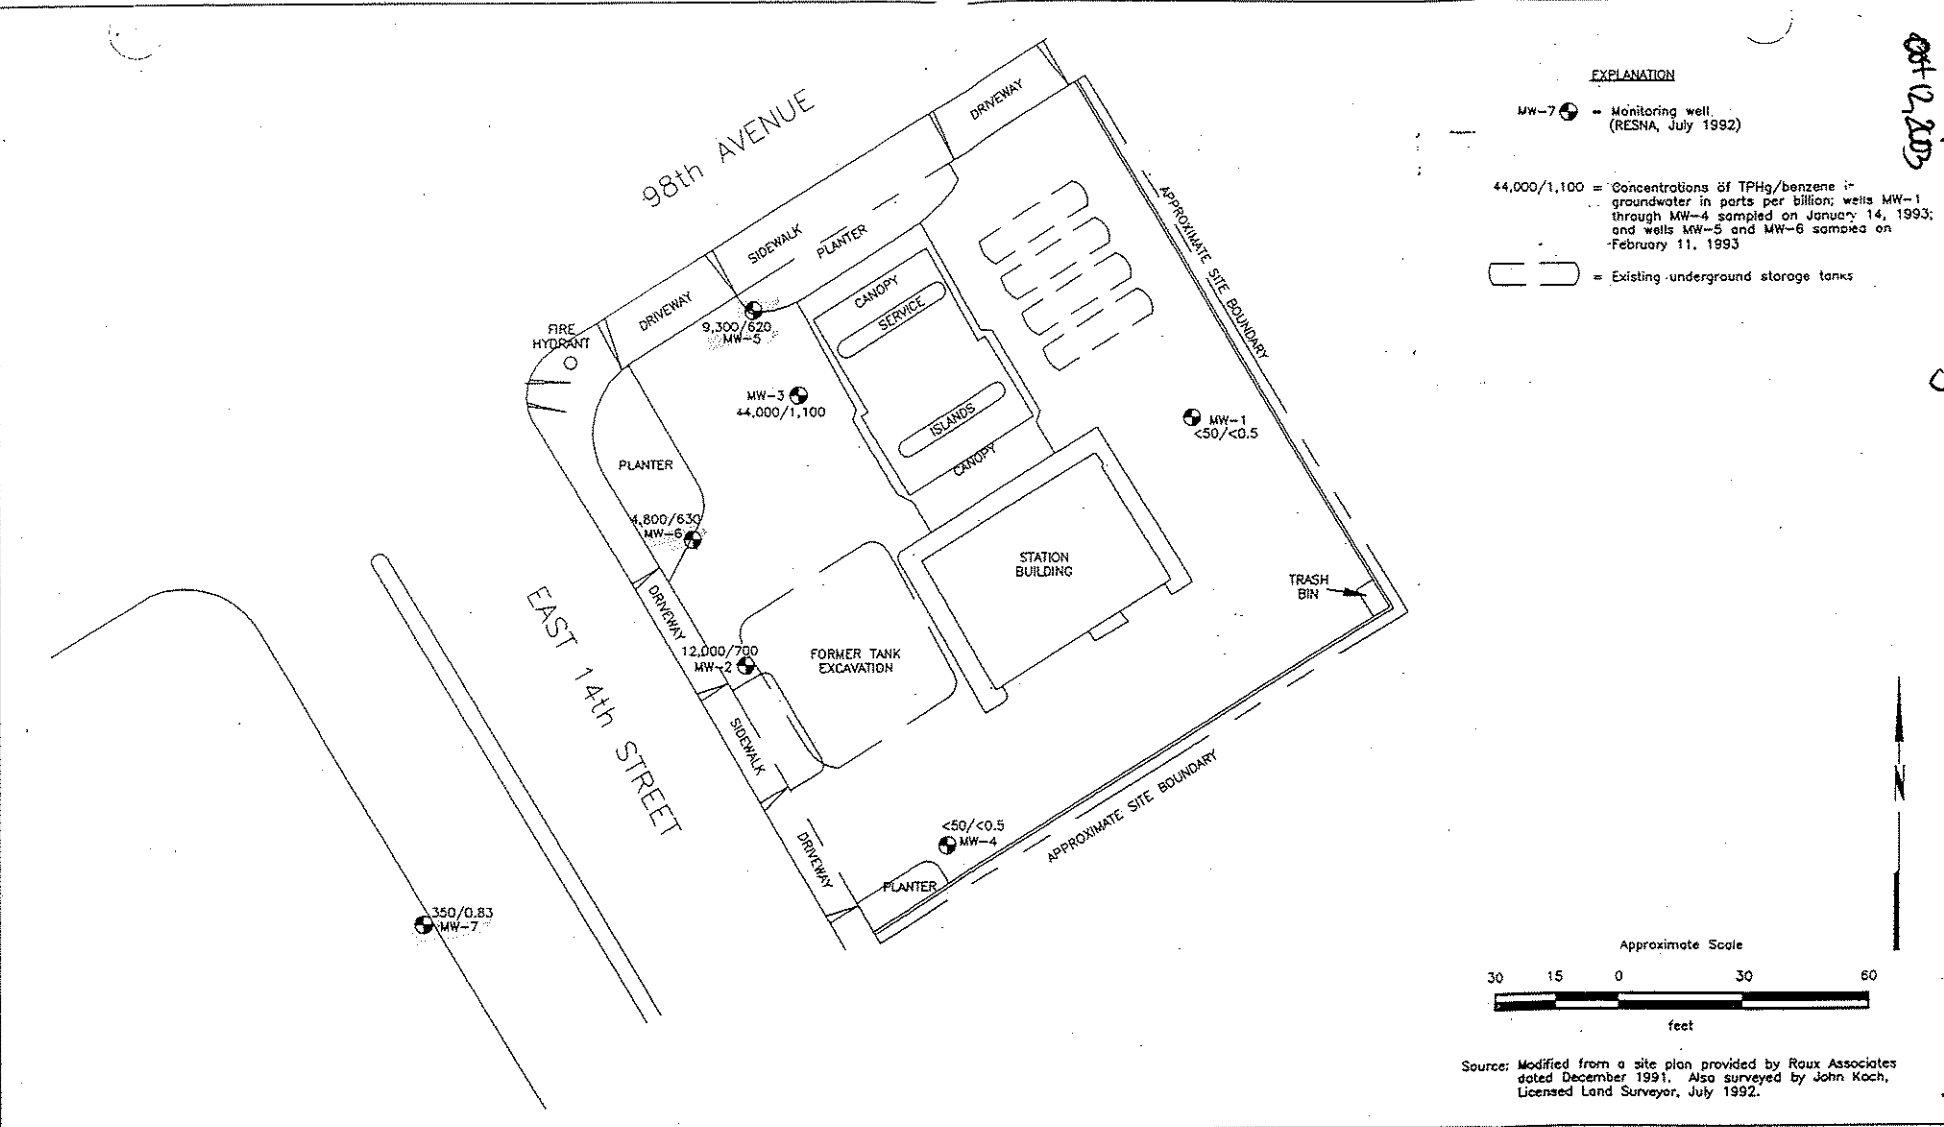 98th AVENUE
DRIVEWAY
SIDEWALK
PLANTER
DRIVEWAY
FIRE
HYDRANT
9,300/620
MW-5
CANOPY
SERVICE
APPROXIMATE SITE BOUNDARY
MW-3
44,000/1,100
ISLANDS
CANOPY
MW-1
<50/<0.5
PLANTER
4,800/630
MW-6
STATION
BUILDING
TRASH
BIN
EAST 14th STREET
DRIVEWAY
12,000/700
MW-2
FORMER TANK
EXCAVATION
SIDEWALK
APPROXIMATE SITE BOUNDARY
<50/<0.5
MW-4
DRIVEWAY
PLANTER
350/0.83
MW-7
EXPLANATION
MW-7 = Monitoring well
(RESNA, July 1992)
44,000/1,100 = Concentrations of TPHg/benzene in
groundwater in parts per billion; wells MW-1
through MW-4 sampled on January 14, 1993;
and wells MW-5 and MW-6 sampled on
February 11, 1993
= Existing underground storage tanks
N
Approximate Scale
30 15 0 30 60
feet
Source: Modified from a site plan provided by Roux Associates
dated December 1991. Also surveyed by John Koch,
Licensed Land Surveyor, July 1992.